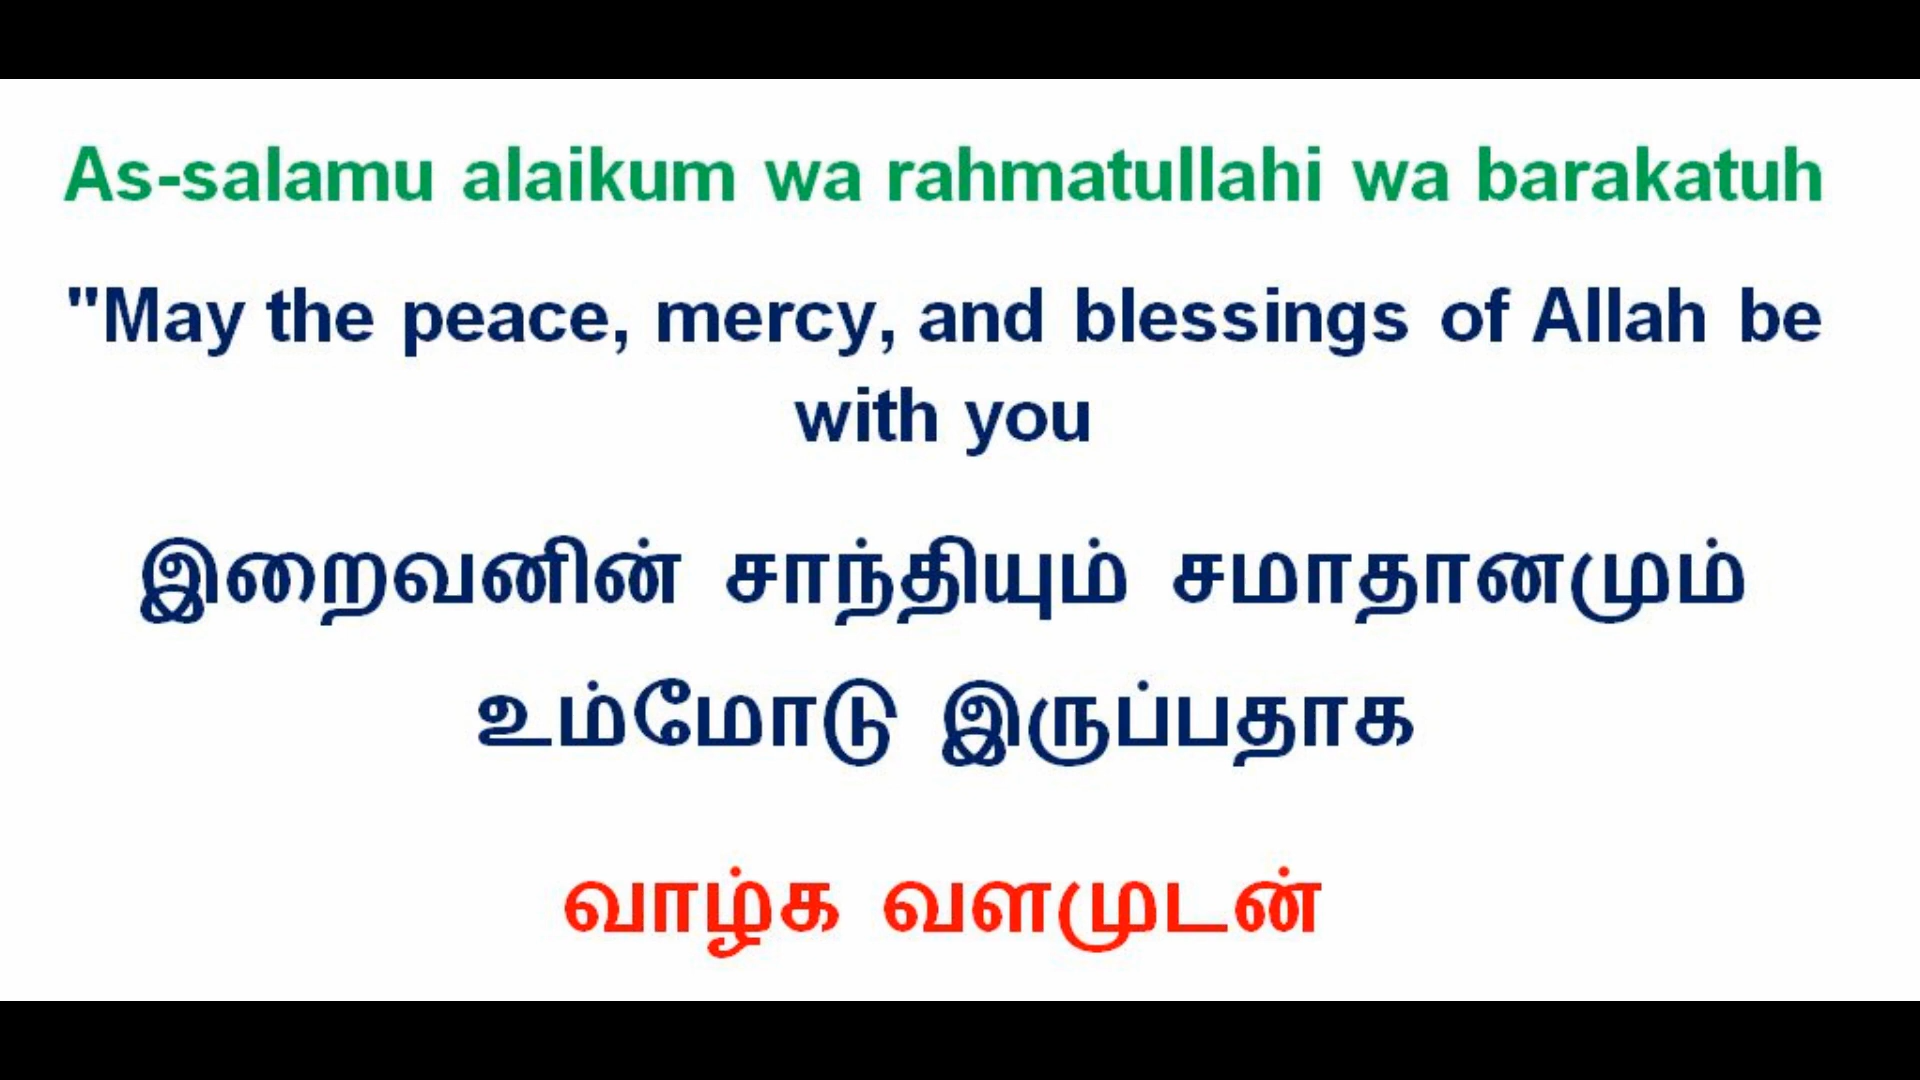 As-salamu alaikum wa rahmatullahi wa barakatuh
"May the peace, mercy, and blessings of Allah be
with you
இறைவனின் சாந்தியும் சமாதானமும்
உம்மோடு இருப்பதாக
வாழ்க வளமுடன்